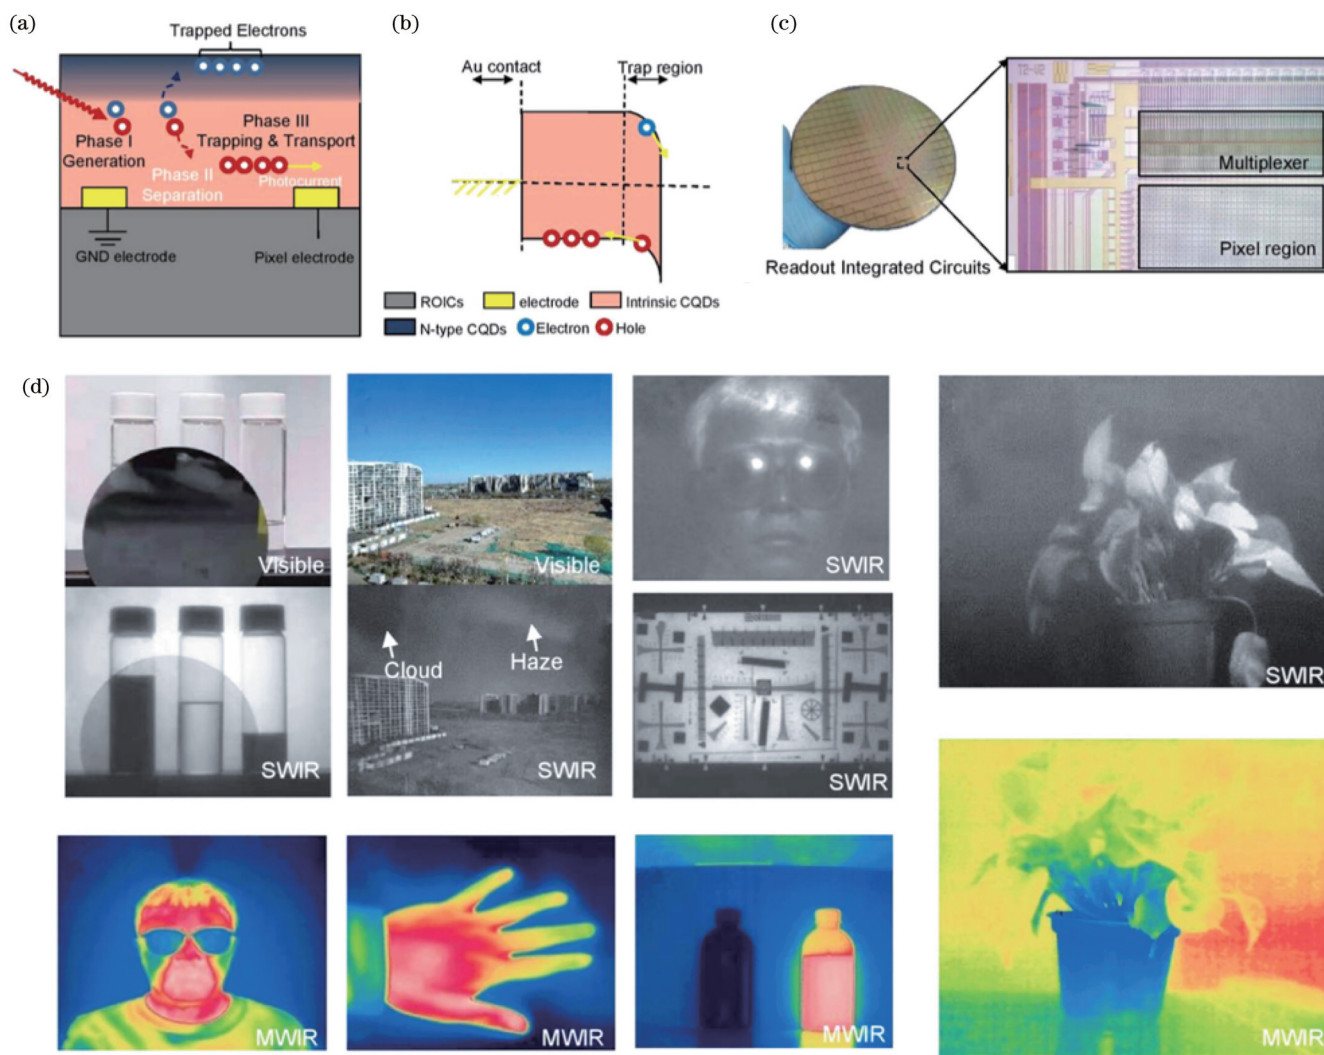 (a)
Trapped Electrons
Phase I
Generation
Phase II
Separation
Phase III
Trapping & Transport
Photocurrent
GND electrode
Pixel electrode
(b)
Au contact
Trap region
ROICs
electrode
Intrinsic CQDs
N-type CQDs
Electron
Hole
(c)
Readout Integrated Circuits
Multiplexer
Pixel region
(d)
Visible
Visible
SWIR
SWIR
SWIR
Cloud
Haze
SWIR
SWIR
MWIR
MWIR
MWIR
MWIR